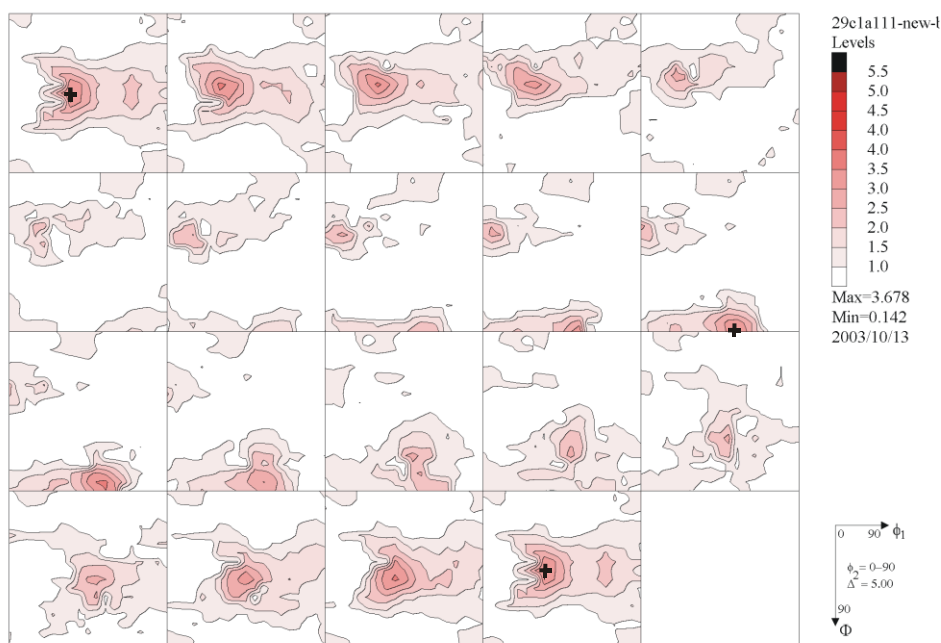 29c1a111-new-b
Levels
5.5
5.0
4.5
4.0
3.5
3.0
2.5
2.0
1.5
1.0
Max=3.678
Min=0.142
2003/10/13
0 90 ϕ1
ϕ2 = 0–90
Δ = 5.00
90
Φ